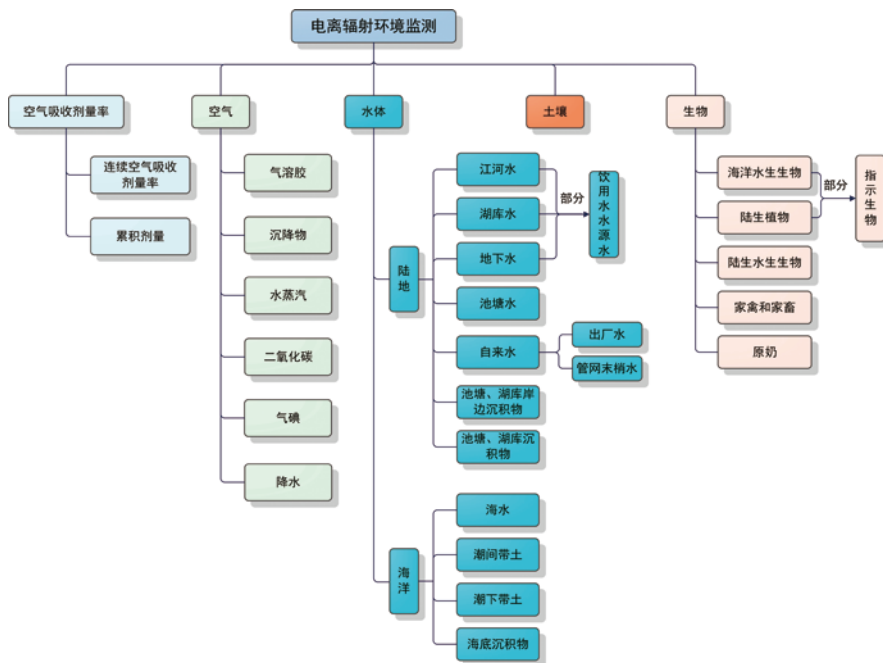 电离辐射环境监测
空气吸收剂量率
空气
水体
土壤
生物
连续空气吸收
剂量率
累积剂量
气溶胶
沉降物
水蒸汽
二氧化碳
气碘
降水
陆地
江河水
湖库水
地下水
池塘水
自来水
池塘、湖库岸
边沉积物
池塘、湖库沉
积物
部分
饮用水水源水
出厂水
管网末梢水
海洋
海水
潮间带土
潮下带土
海底沉积物
海洋水生生物
陆生植物
陆生水生生物
家禽和家畜
原奶
部分
指示生物